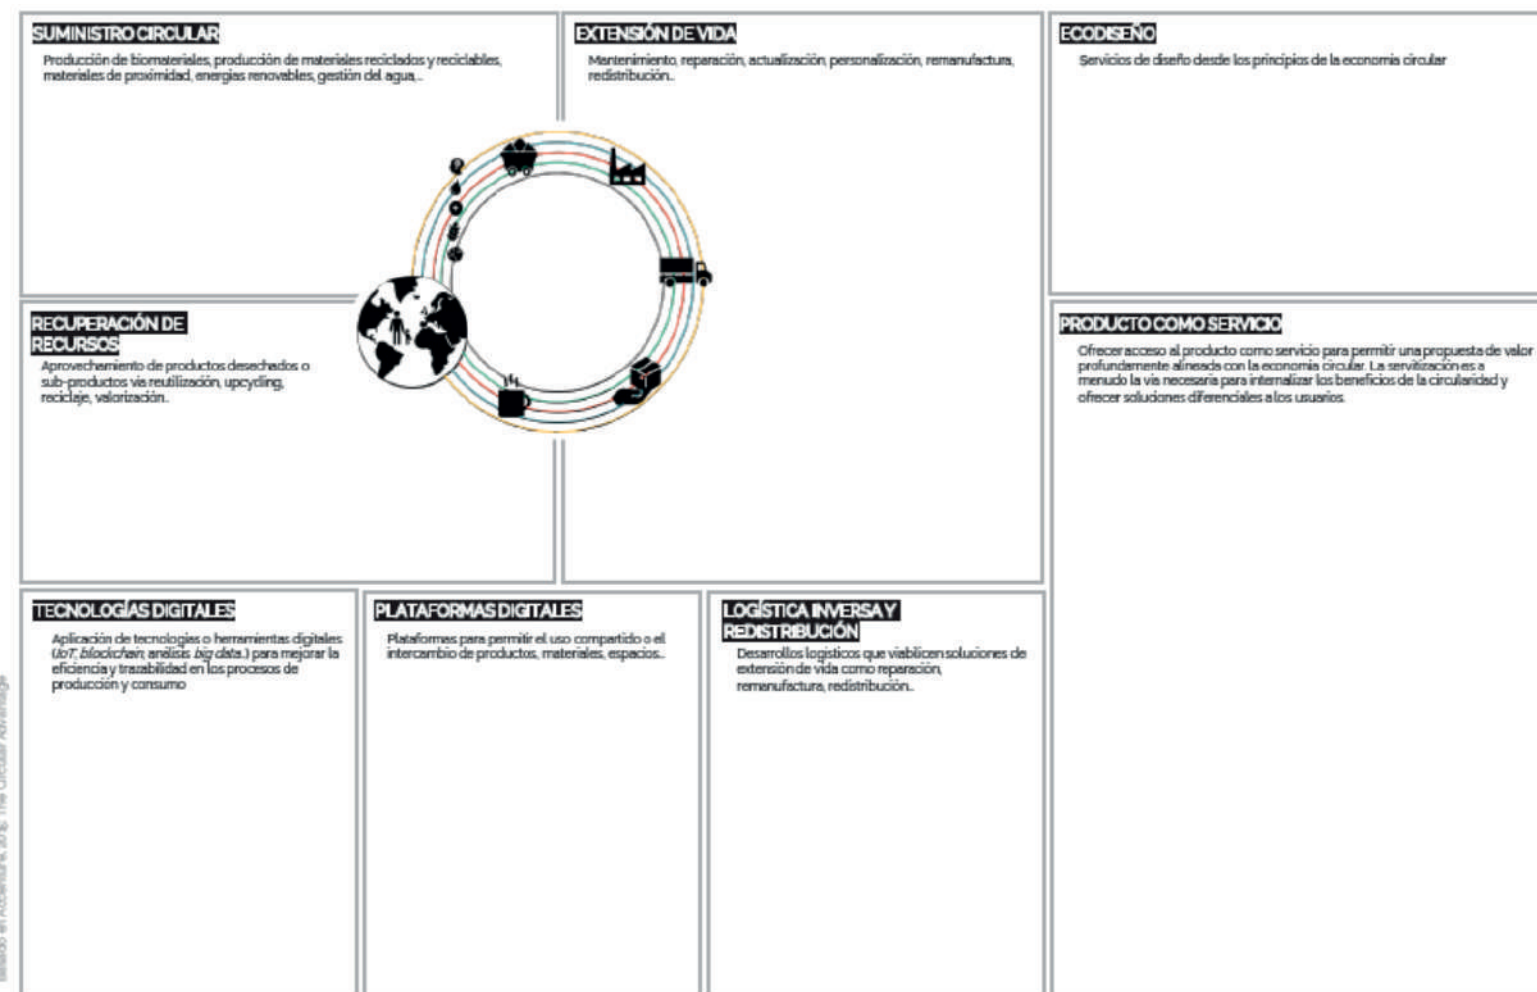 SUMINISTRO CIRCULAR
Producción de biomateriales, producción de materiales reciclados y reciclables,
materiales de proximidad, energías renovables, gestión del agua,...
EXTENSIÓN DE VIDA
Mantenimiento, reparación, actualización, personalización, remanufactura,
redistribución...
ECODISEÑO
Servicios de diseño desde los principios de la economía circular
RECUPERACIÓN DE
RECURSOS
Aprovechamiento de productos desechados o
sub-productos vía reutilización, upcycling,
reciclaje, valorización...
PRODUCTO COMO SERVICIO
Ofrecer acceso al producto como servicio para permitir una propuesta de valor
profundamente alineada con la economía circular. La servitización es a
menudo la vía necesaria para internalizar los beneficios de la circularidad y
ofrecer soluciones diferenciales a los usuarios.
TECNOLOGÍAS DIGITALES
Aplicación de tecnologías o herramientas digitales
(IoT, blockchain, análisis big data...) para mejorar la
eficiencia y trazabilidad en los procesos de
producción y consumo
PLATAFORMAS DIGITALES
Plataformas para permitir el uso compartido o el
intercambio de productos, materiales, espacios...
LOGÍSTICA INVERSA Y
REDISTRIBUCIÓN
Desarrollos logísticos que viablicen soluciones de
extensión de vida como reparación,
remanufactura, redistribución...
en Accenture, The Circular Advantage